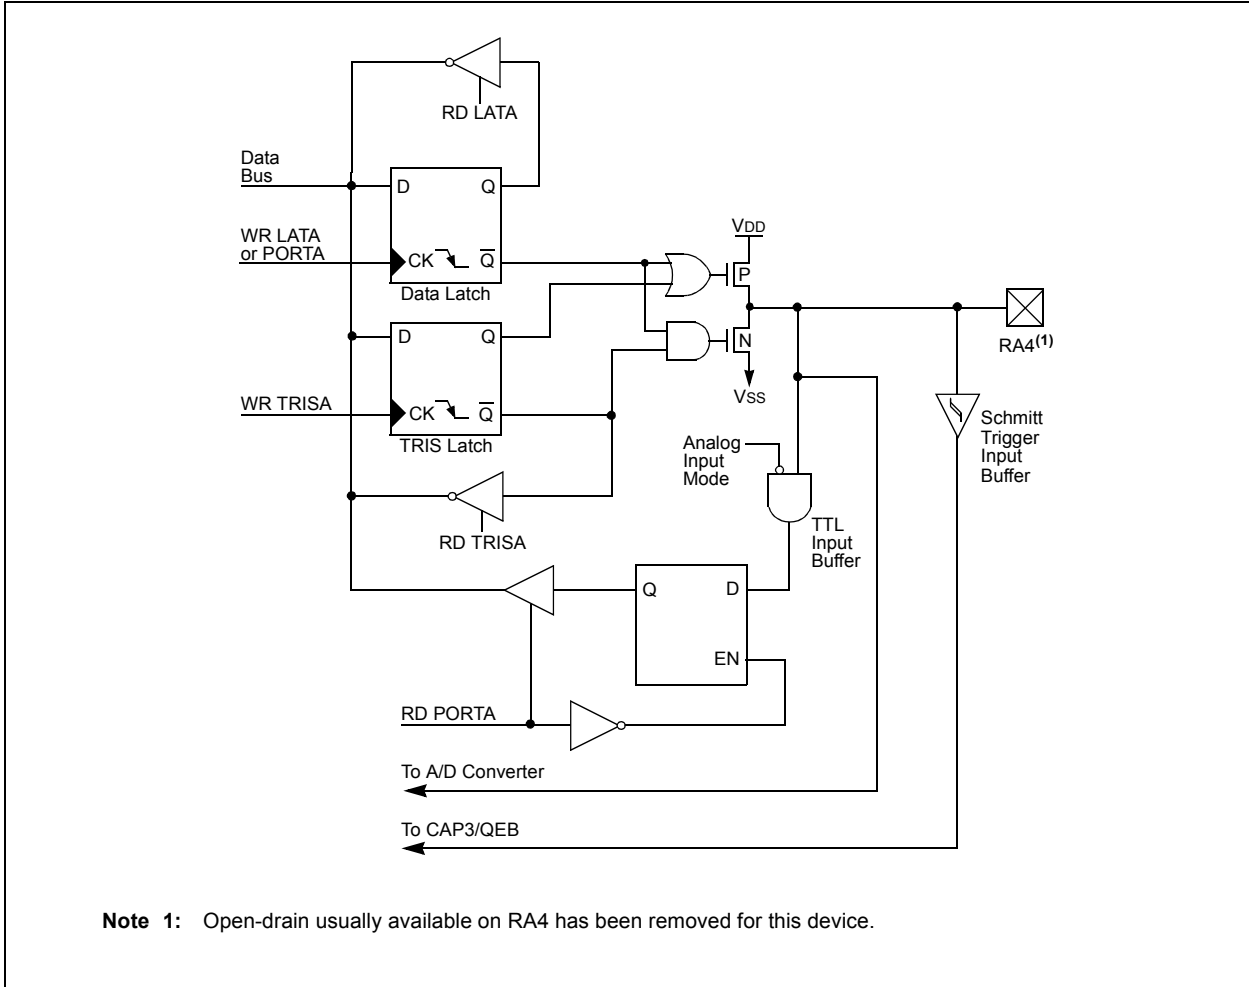 RD LATA
Data
Bus
D
Q
WR LATA
or PORTA
CK
Q̅
Data Latch
VDD
P
N
VSS
RA4(1)
D
Q
WR TRISA
CK
Q̅
TRIS Latch
Analog
Input
Mode
Schmitt
Trigger
Input
Buffer
RD TRISA
TTL
Input
Buffer
Q
D
EN
RD PORTA
To A/D Converter
To CAP3/QEB
Note 1: Open-drain usually available on RA4 has been removed for this device.